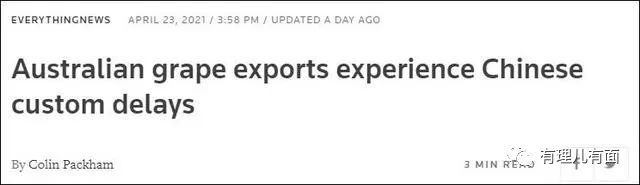 EVERYTHINGNEWS APRIL 23, 2021 / 3:58 PM / UPDATED A DAY AGO
Australian grape exports experience Chinese
custom delays
By Colin Packham 3 MIN READ 有理儿有面